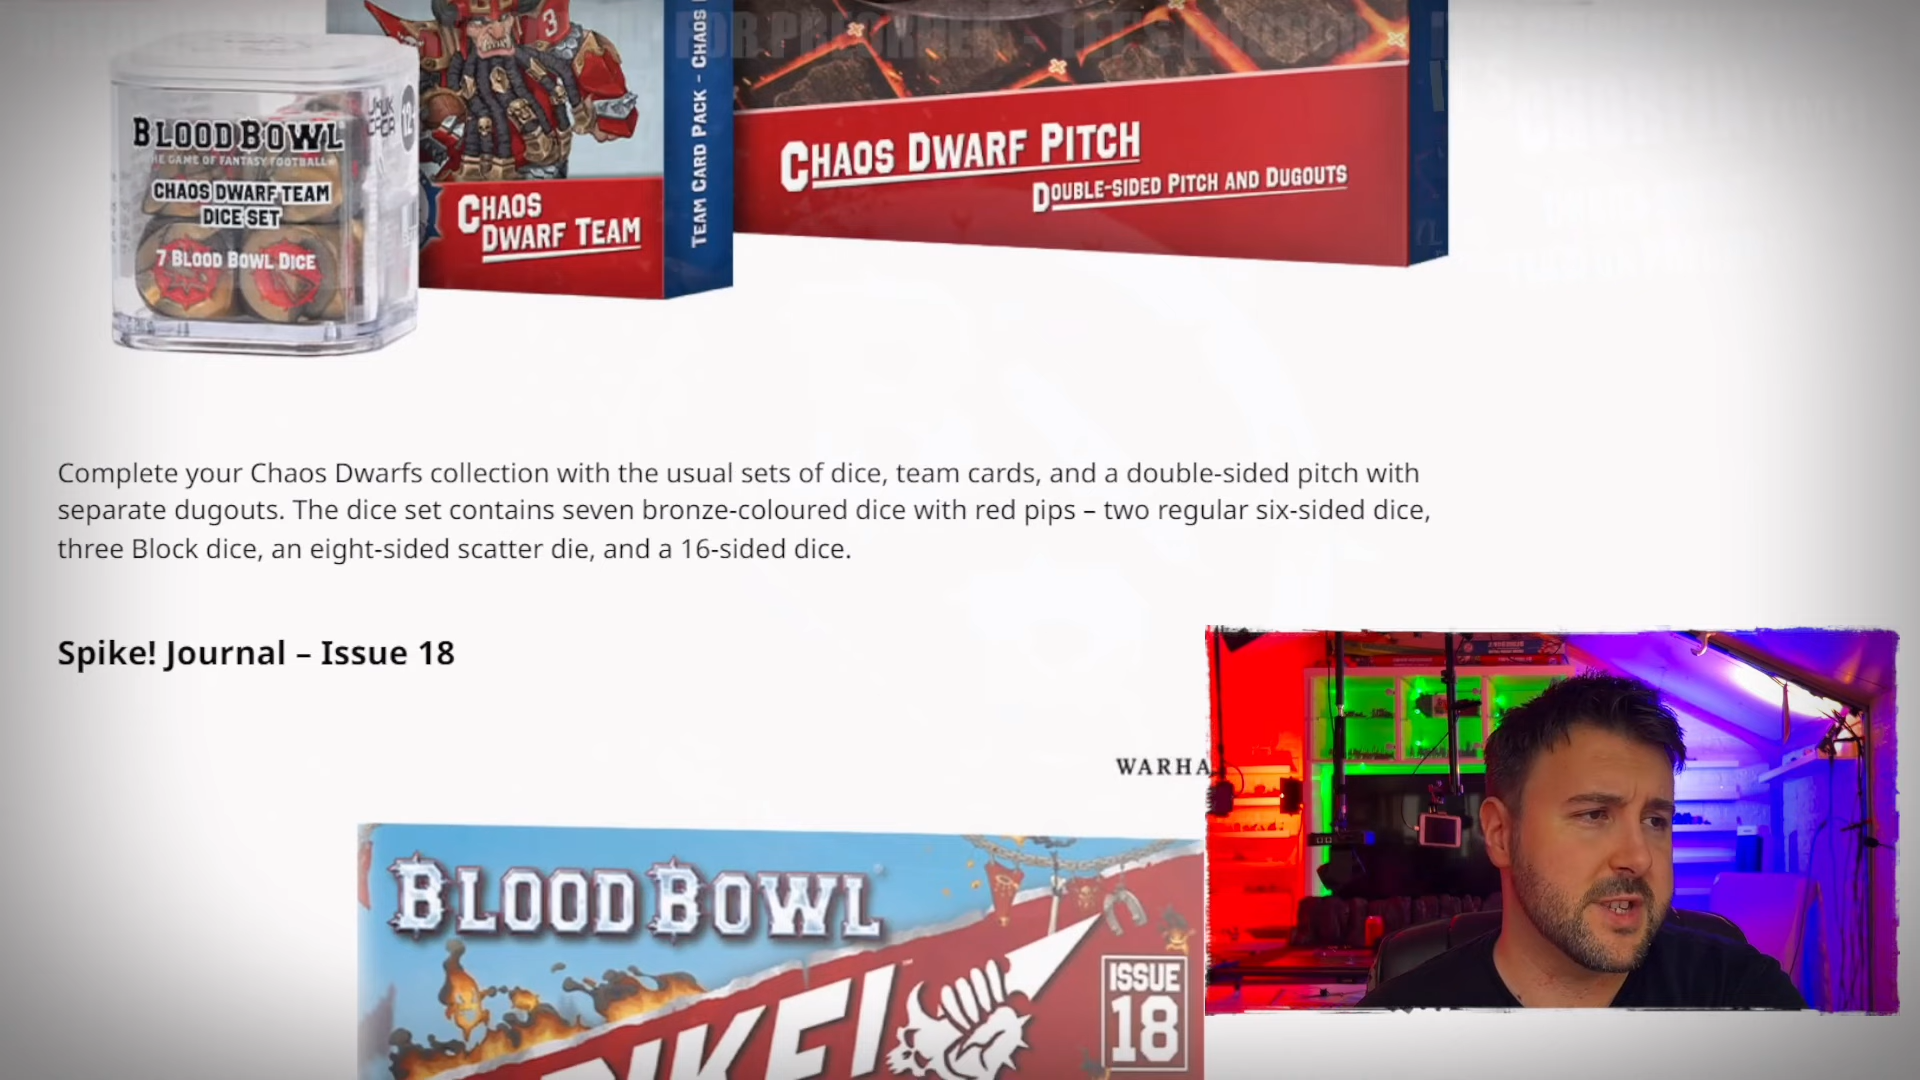 BLOOD BOWL
THE GAME OF FANTASY FOOTBALL
CHAOS DWARF TEAM
DICE SET
7 BLOOD BOWL DICE
12+
3
CHAOS
DWARF TEAM
TEAM CARD PACK - CHAOS
CHAOS DWARF PITCH
DOUBLE-SIDED PITCH AND DUGOUTS
Complete your Chaos Dwarfs collection with the usual sets of dice, team cards, and a double-sided pitch with
separate dugouts. The dice set contains seven bronze-coloured dice with red pips – two regular six-sided dice,
three Block dice, an eight-sided scatter die, and a 16-sided dice.
Spike! Journal – Issue 18
WARHA
BLOOD BOWL
SPIKE!
ISSUE
18